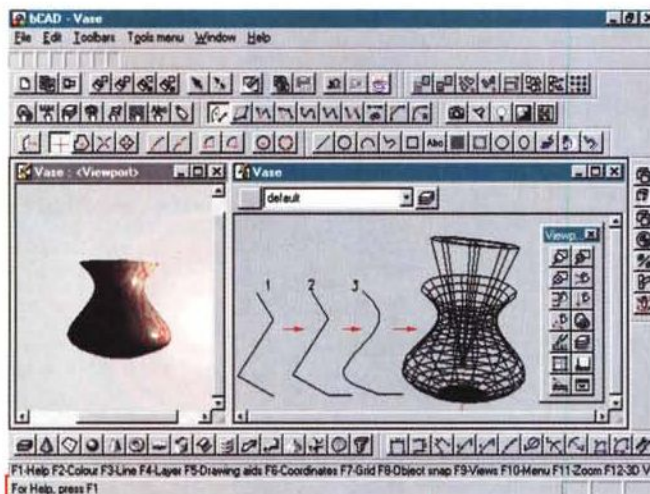 bCAD - Vase
File Edit Toolbars Tools menu Window Help
Abc
Vase : <Viewport>
Vase
default
Viewp...
1 2 3
F1-Help F2-Colour F3-Line F4-Layer F5-Drawing aids F6-Coordinates F7-Grid F8-Object snap F9-Views F10-Menu F11-Zoom F12-3D V
For Help, press F1